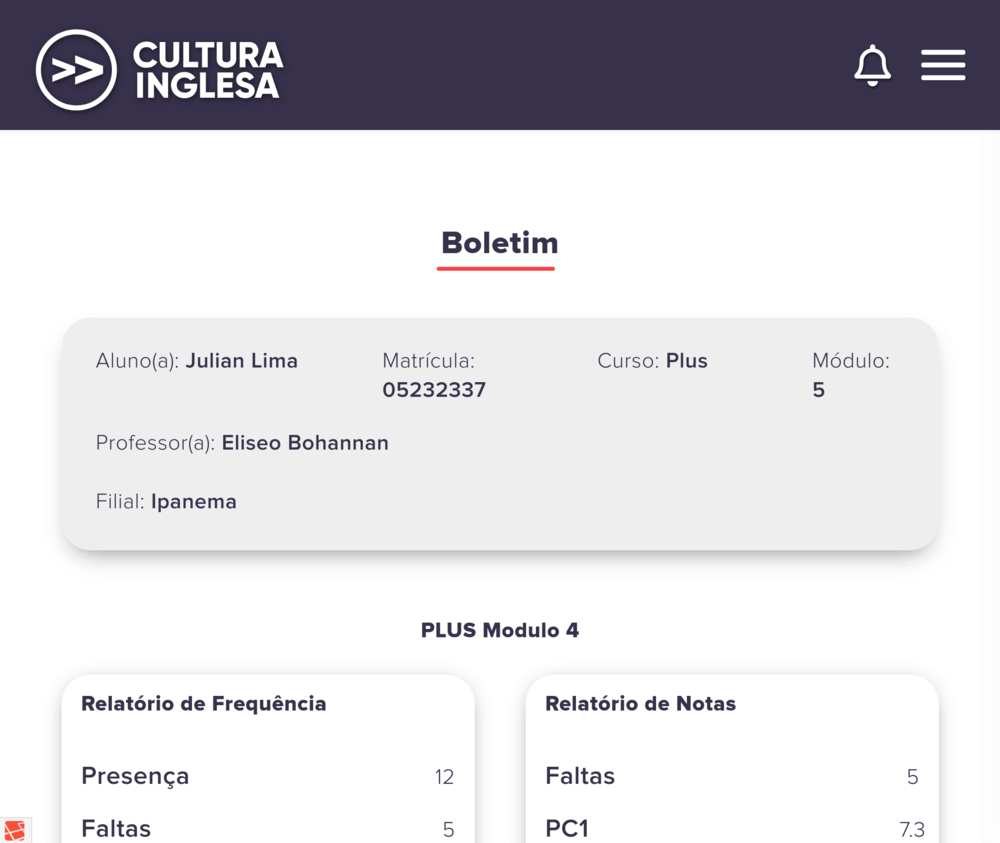 CULTURA
INGLESA
Boletim
Aluno(a): Julian Lima
Matrícula:
05232337
Curso: Plus
Módulo:
5
Professor(a): Eliseo Bohannan
Filial: Ipanema
PLUS Modulo 4
Relatório de Frequência
Presença 12
Faltas 5
Relatório de Notas
Faltas 5
PC1 7.3